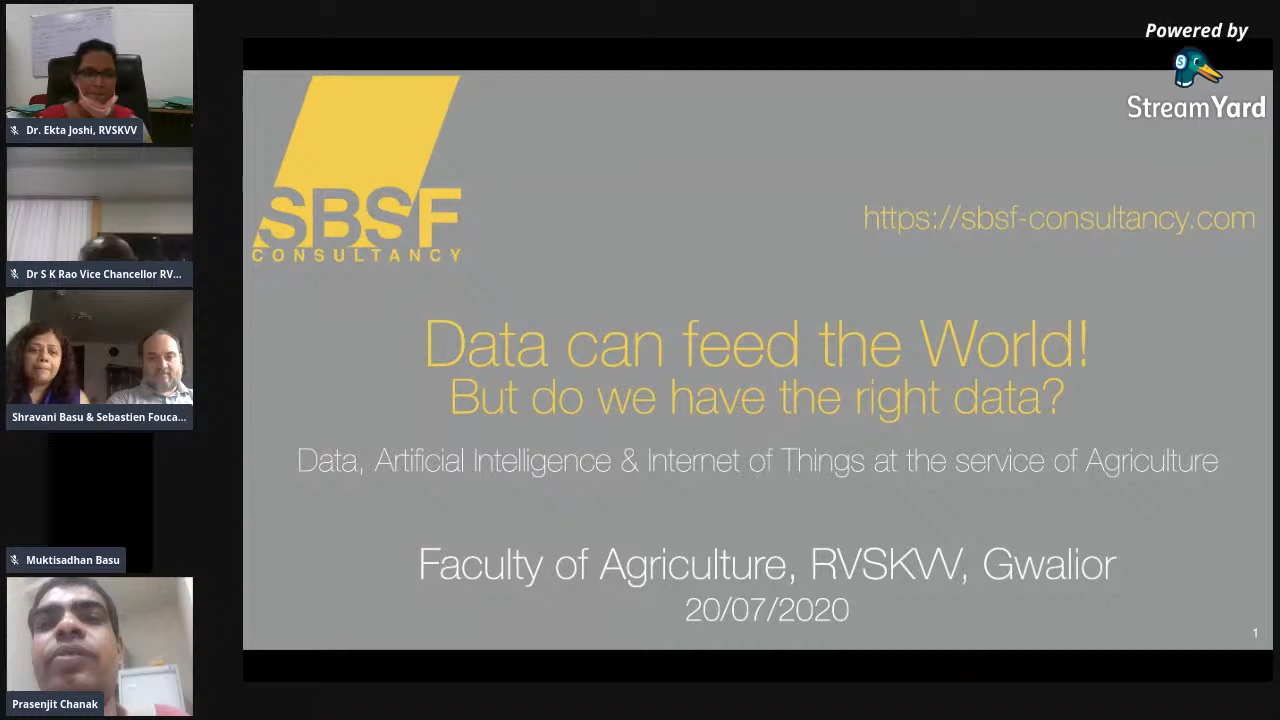 Powered by
StreamYard
Dr. Ekta Joshi, RVSKVV
Dr S K Rao Vice Chancellor RV...
Shravani Basu & Sebastien Fouca...
Muktisadhan Basu
Prasenjit Chanak
SBSF
CONSULTANCY
https://sbsf-consultancy.com
Data can feed the World!
But do we have the right data?
Data, Artificial Intelligence & Internet of Things at the service of Agriculture
Faculty of Agriculture, RVSKVV, Gwalior
20/07/2020
1